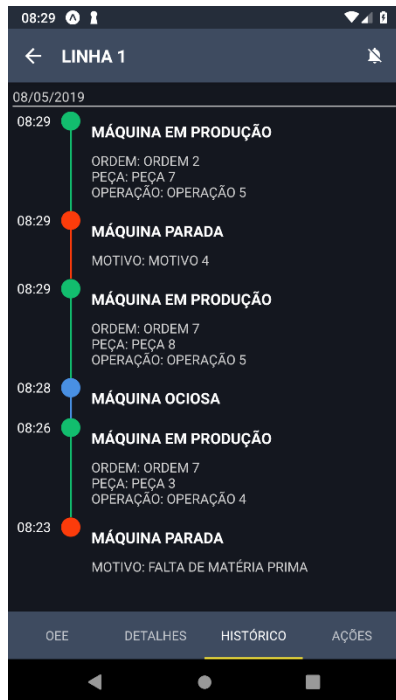 08:29
LINHA 1
08/05/2019
08:29
MÁQUINA EM PRODUÇÃO
ORDEM: ORDEM 2
PEÇA: PEÇA 7
OPERAÇÃO: OPERAÇÃO 5
08:29
MÁQUINA PARADA
MOTIVO: MOTIVO 4
08:29
MÁQUINA EM PRODUÇÃO
ORDEM: ORDEM 7
PEÇA: PEÇA 8
OPERAÇÃO: OPERAÇÃO 5
08:28
MÁQUINA OCIOSA
08:26
MÁQUINA EM PRODUÇÃO
ORDEM: ORDEM 7
PEÇA: PEÇA 3
OPERAÇÃO: OPERAÇÃO 4
08:23
MÁQUINA PARADA
MOTIVO: FALTA DE MATÉRIA PRIMA
OEE DETALHES HISTÓRICO AÇÕES